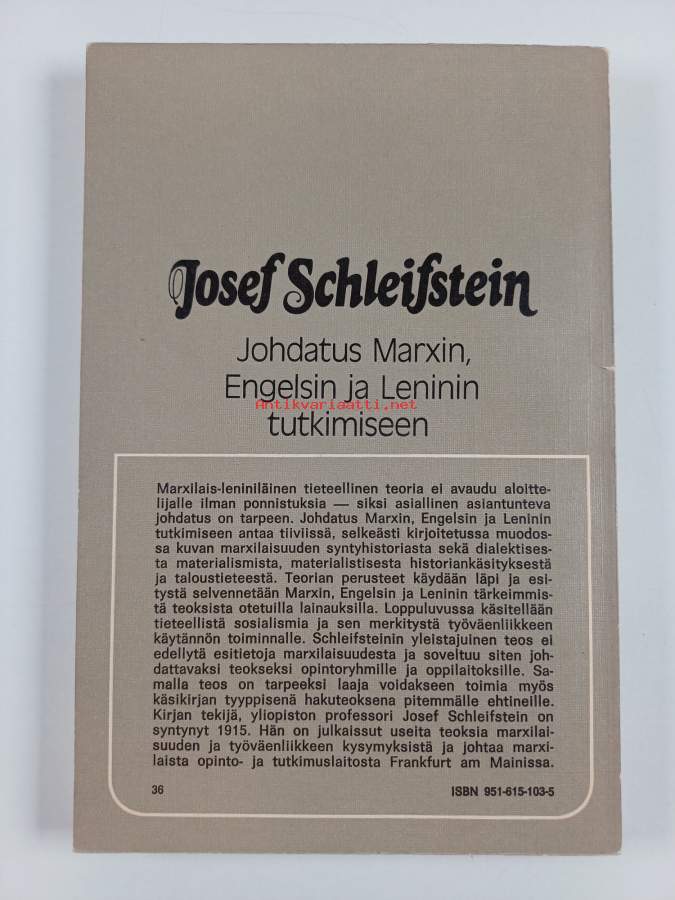 Josef Schleifstein
Johdatus Marxin,
Engelsin ja Leninin
Antikvariaatti.net
tutkimiseen
Marxilais-leniniläinen tieteellinen teoria ei avaudu aloitte-
lijalle ilman ponnistuksia — siksi asiallinen asiantunteva
johdatus on tarpeen. Johdatus Marxin, Engelsin ja Leninin
tutkimiseen antaa tiiviissä, selkeästi kirjoitetussa muodos-
sa kuvan marxilaisuuden syntyhistoriasta sekä dialektises-
ta materialismista, materialistisesta historiankäsityksestä
ja taloustieteestä. Teorian perusteet käydään läpi ja esi-
tystä selvennetään Marxin, Engelsin ja Leninin tärkeimmis-
tä teoksista otetuilla lainauksilla. Loppuluvussa käsitellään
tieteellistä sosialismia ja sen merkitystä työväenliikkeen
käytännön toiminnalle. Schleifsteinin yleistajuinen teos ei
edellytä esitietoja marxilaisuudesta ja soveltuu siten joh-
dattavaksi teokseksi opintoryhmille ja oppilaitoksille. Sa-
malla teos on tarpeeksi laaja voidakseen toimia myös
käsikirjan tyyppisenä hakuteoksena pitemmälle ehtineille.
Kirjan tekijä, yliopiston professori Josef Schleifstein on
syntynyt 1915. Hän on julkaissut useita teoksia marxilai-
suuden ja työväenliikkeen kysymyksistä ja johtaa marxi-
laista opinto- ja tutkimuslaitosta Frankfurt am Mainissa.
36 ISBN 951-615-103-5